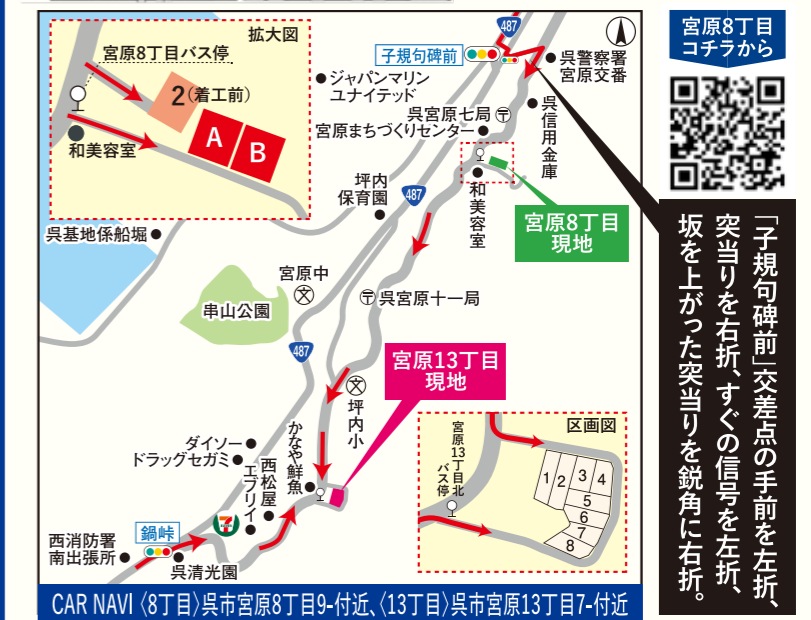 拡大図
宮原8丁目バス停
2(着工前)
A
B
和美容室
487
子規句碑前
呉警察署
宮原交番
ジャパンマリン
ユナイテッド
呉宮原七局
宮原まちづくりセンター
呉信用金庫
和美容室
宮原8丁目
現地
坪内
保育園
487
呉基地係船堀
宮原中
文
串山公園
呉宮原十一局
487
宮原13丁目
現地
文
坪内小
かなや鮮魚
ダイソー
ドラッグセガミ
西松屋
エブリイ
7
鍋峠
西消防署
南出張所
呉清光園
区画図
宮原13丁目北
バス停
1
2
3
4
5
6
7
8
宮原8丁目
コチラから
「子規句碑前」交差点の手前を左折、
突当りを右折、すぐの信号を左折、
坂を上がった突当りを鋭角に右折。
CAR NAVI〈8丁目〉呉市宮原8丁目9-付近、〈13丁目〉呉市宮原13丁目7-付近